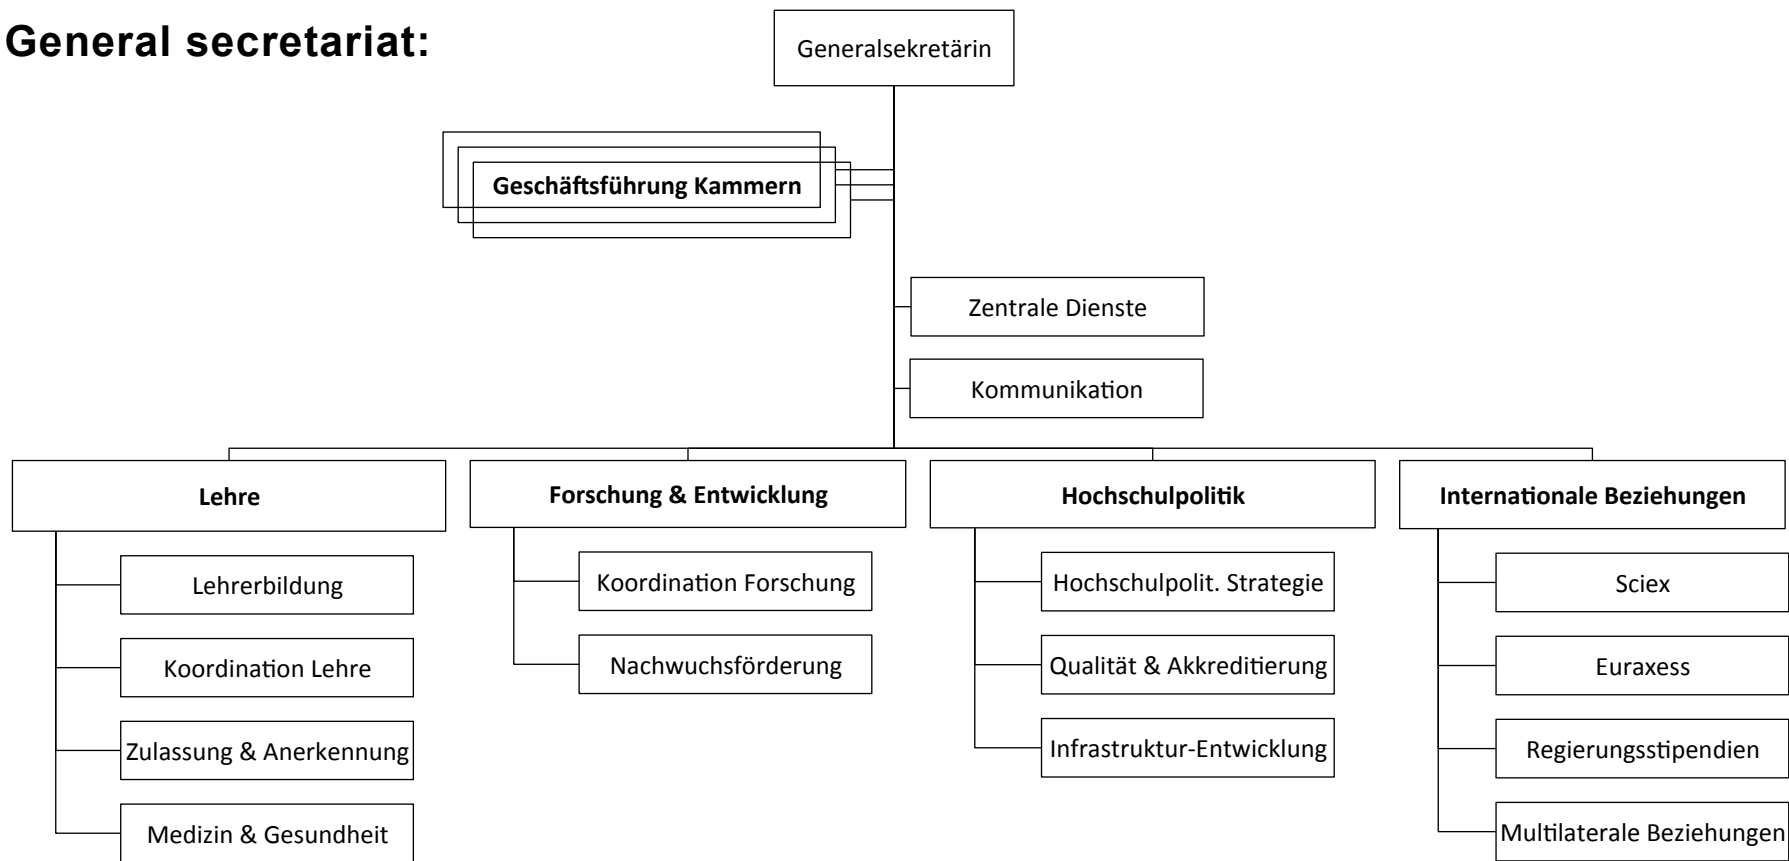 General secretariat:
Generalsekretärin
Geschäftsführung Kammern
Zentrale Dienste
Kommunikation
Lehre
Forschung & Entwicklung
Hochschulpolitik
Internationale Beziehungen
Lehrerbildung
Koordination Lehre
Zulassung & Anerkennung
Medizin & Gesundheit
Koordination Forschung
Nachwuchsförderung
Hochschulpolit. Strategie
Qualität & Akkreditierung
Infrastruktur-Entwicklung
Sciex
Euraxess
Regierungsstipendien
Multilaterale Beziehungen